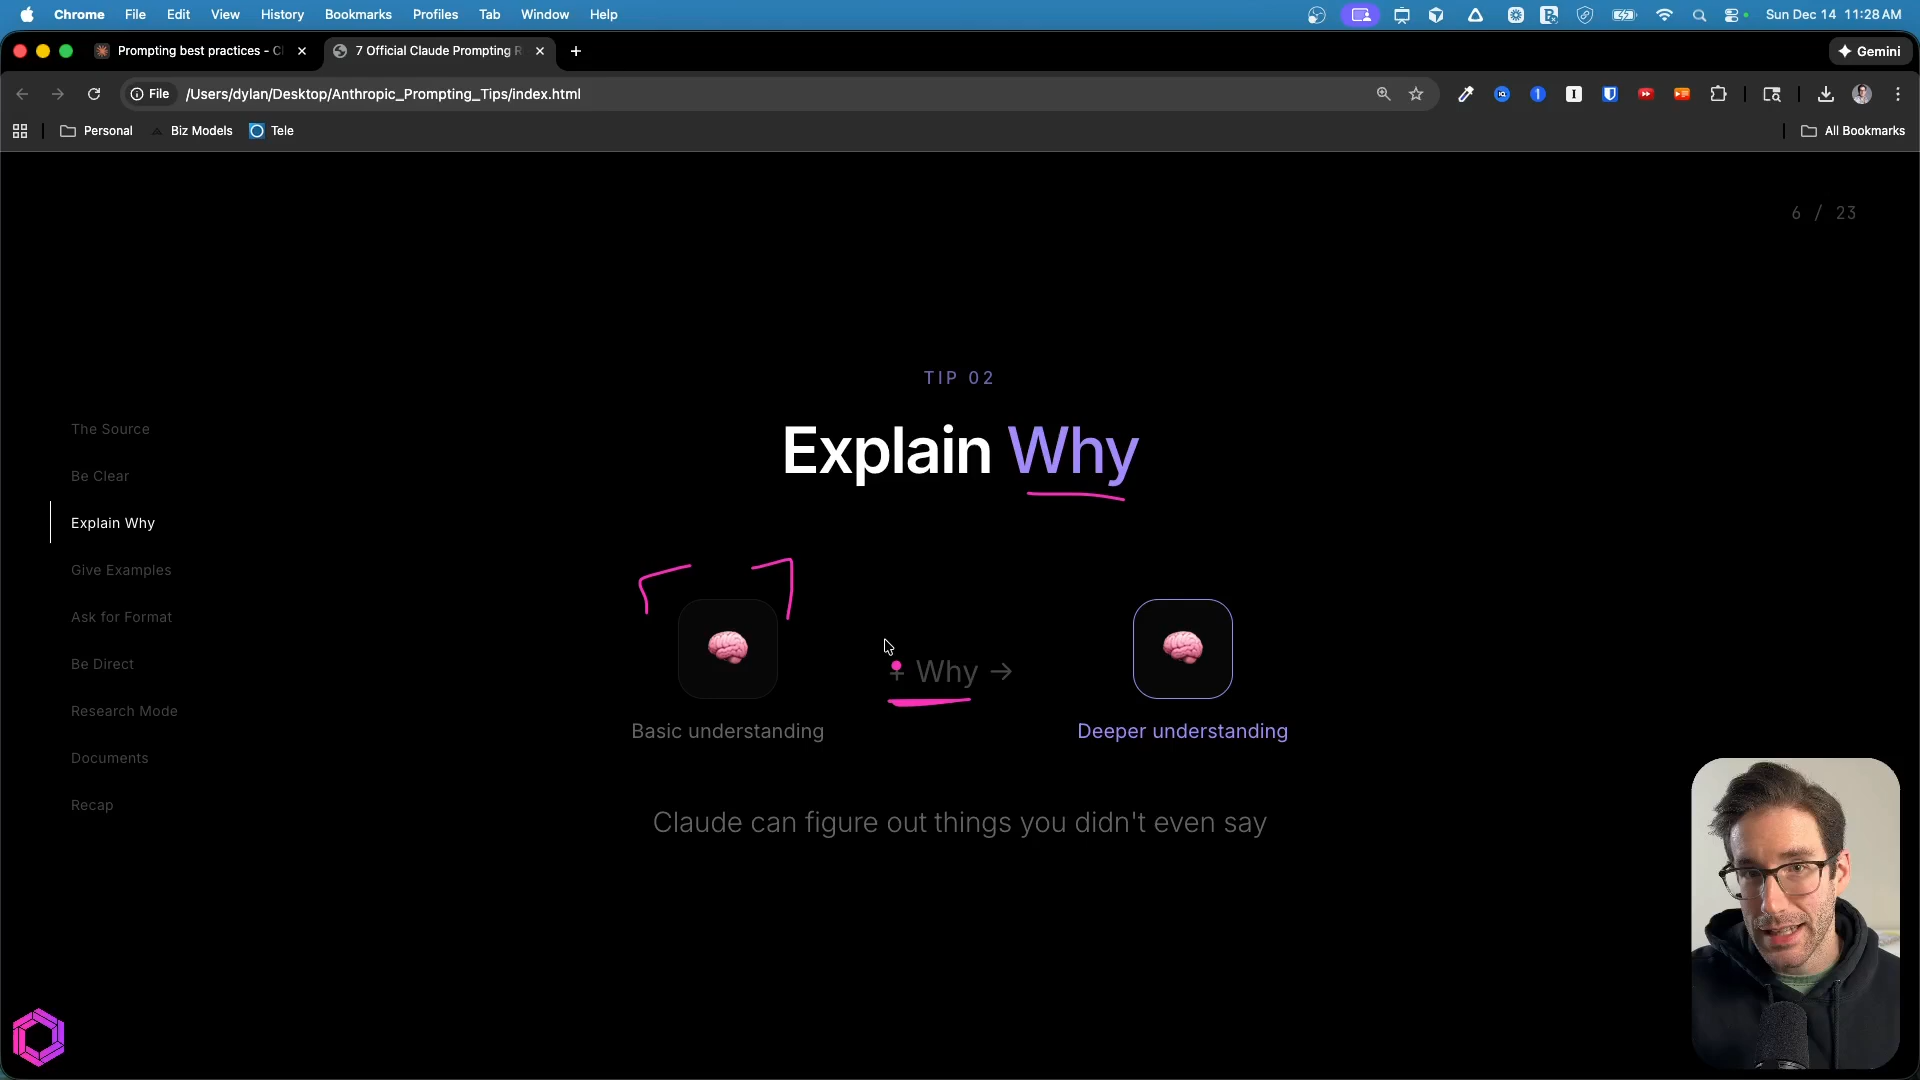 Chrome File Edit View History Bookmarks Profiles Tab Window Help
Sun Dec 14 11:28 AM
Prompting best practices - Cl
7 Official Claude Prompting R
Gemini
File /Users/dylan/Desktop/Anthropic_Prompting_Tips/index.html
Personal Biz Models Tele
All Bookmarks
6 / 23
TIP 02
Explain Why
The Source
Be Clear
Explain Why
Give Examples
Ask for Format
Be Direct
Research Mode
Documents
Recap
+ Why →
Basic understanding
Deeper understanding
Claude can figure out things you didn't even say